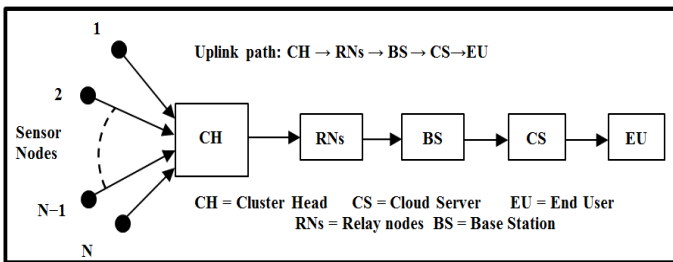 1
Uplink path: CH → RNs → BS → CS→EU
2
Sensor
Nodes
CH
RNs
BS
CS
EU
N−1
CH = Cluster Head CS = Cloud Server EU = End User
RNs = Relay nodes BS = Base Station
N